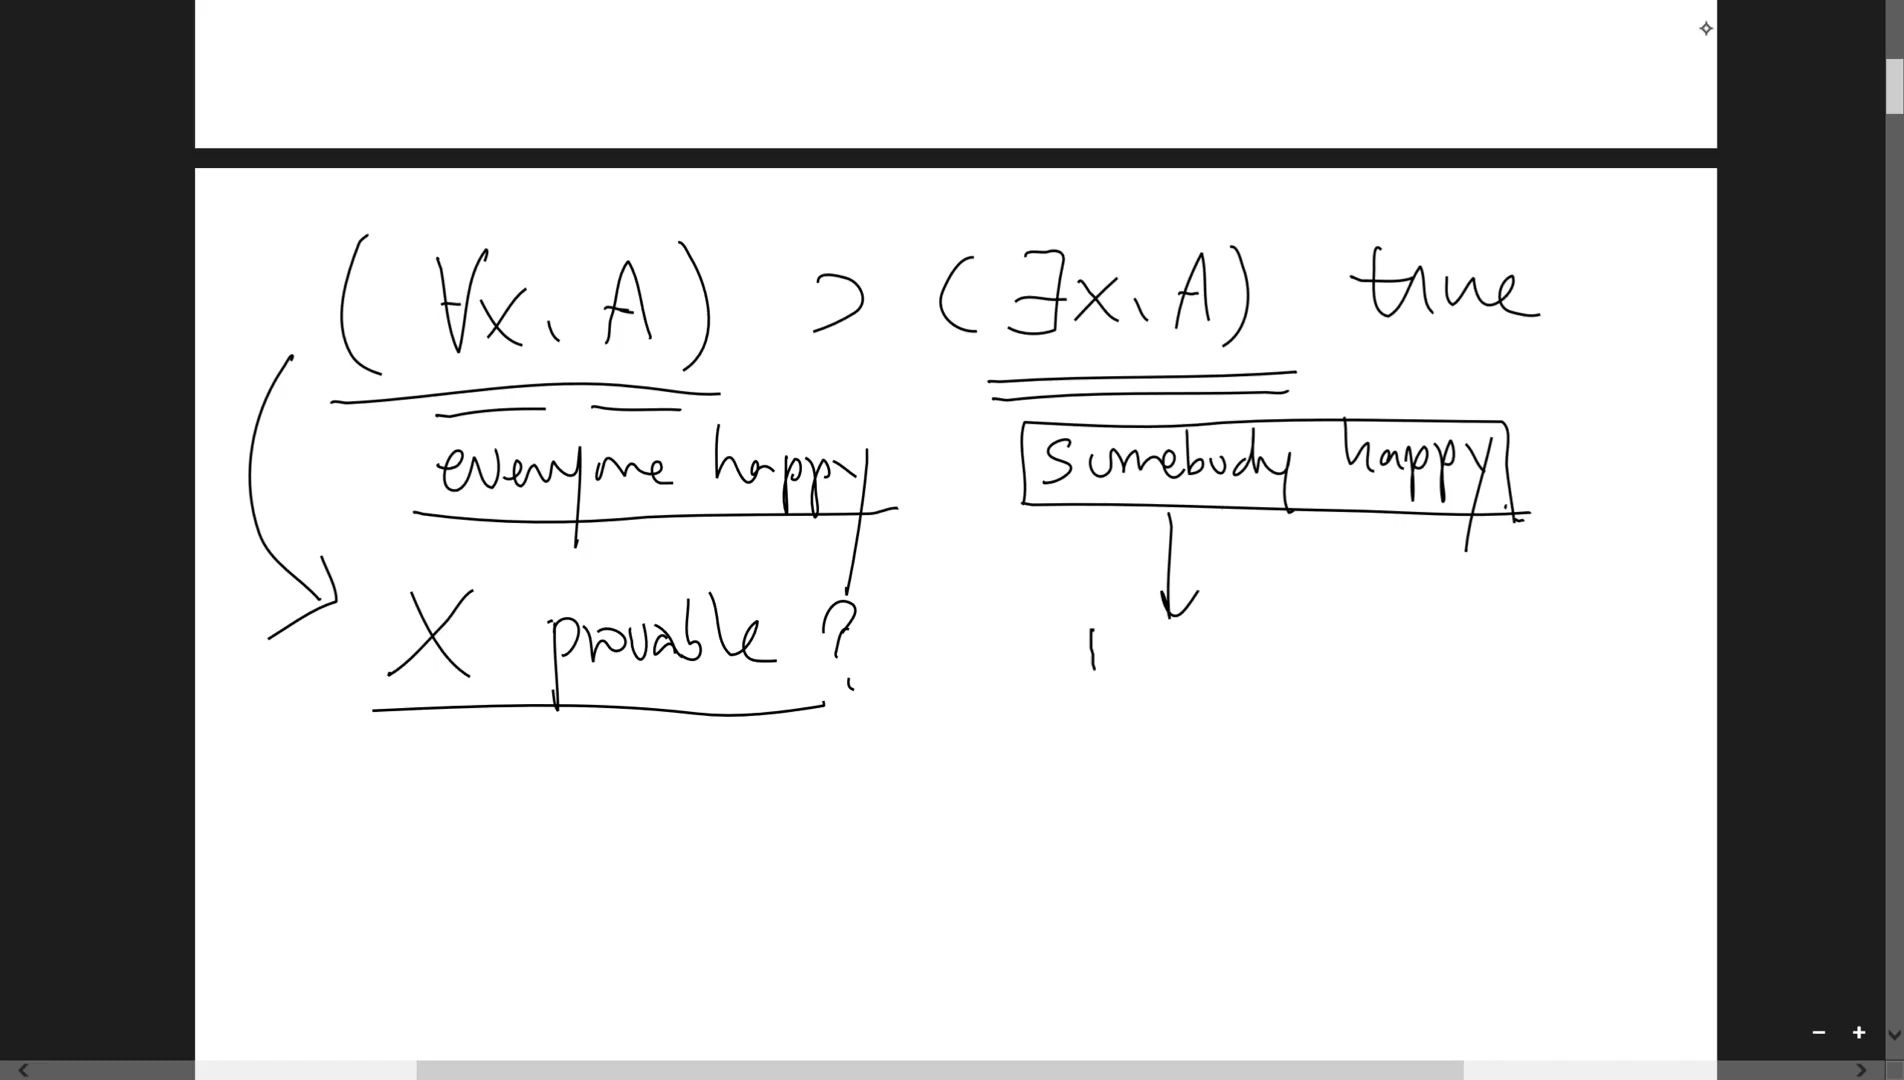 (∀x. A) ⊃ (∃x. A) true
everyone happy somebody happy
X provable ?